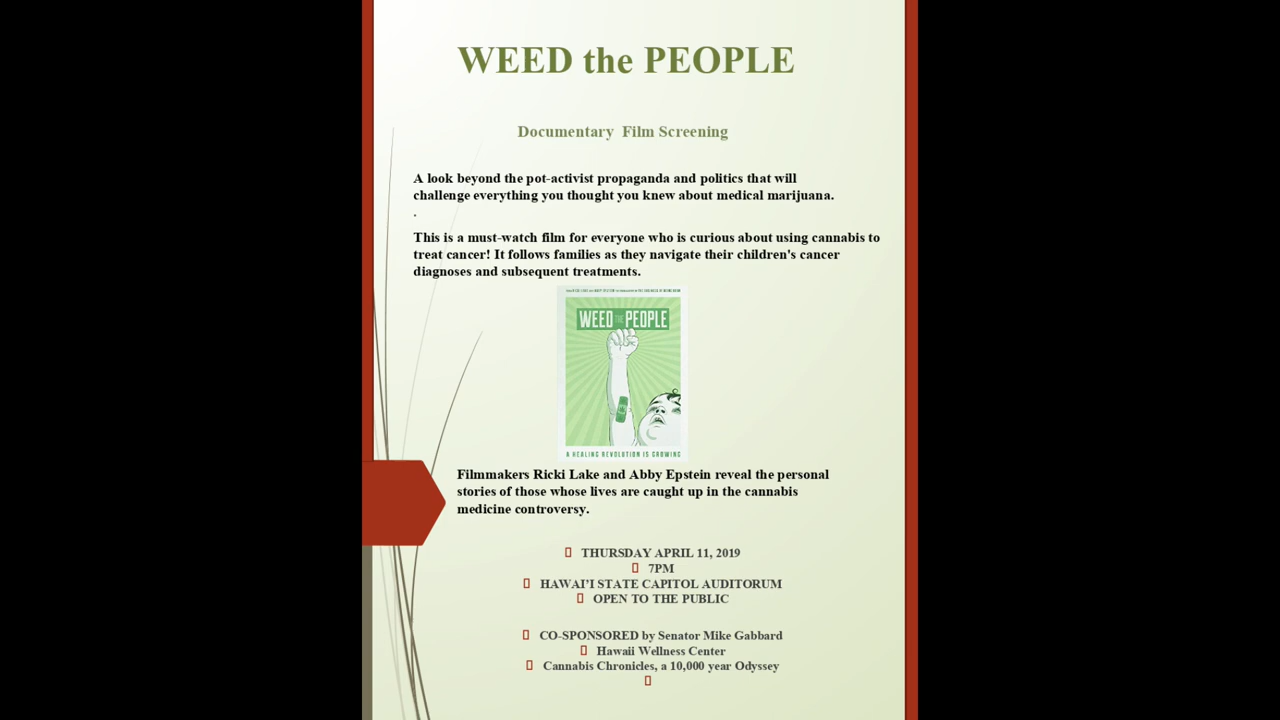 WEED the PEOPLE
Documentary Film Screening
A look beyond the pot-activist propaganda and politics that will
challenge everything you thought you knew about medical marijuana.
.
This is a must-watch film for everyone who is curious about using cannabis to
treat cancer! It follows families as they navigate their children's cancer
diagnoses and subsequent treatments.
WEED THE PEOPLE
A HEALING REVOLUTION IS GROWING
Filmmakers Ricki Lake and Abby Epstein reveal the personal
stories of those whose lives are caught up in the cannabis
medicine controversy.
THURSDAY APRIL 11, 2019
7PM
HAWAI'I STATE CAPITOL AUDITORUM
OPEN TO THE PUBLIC
CO-SPONSORED by Senator Mike Gabbard
Hawaii Wellness Center
Cannabis Chronicles, a 10,000 year Odyssey